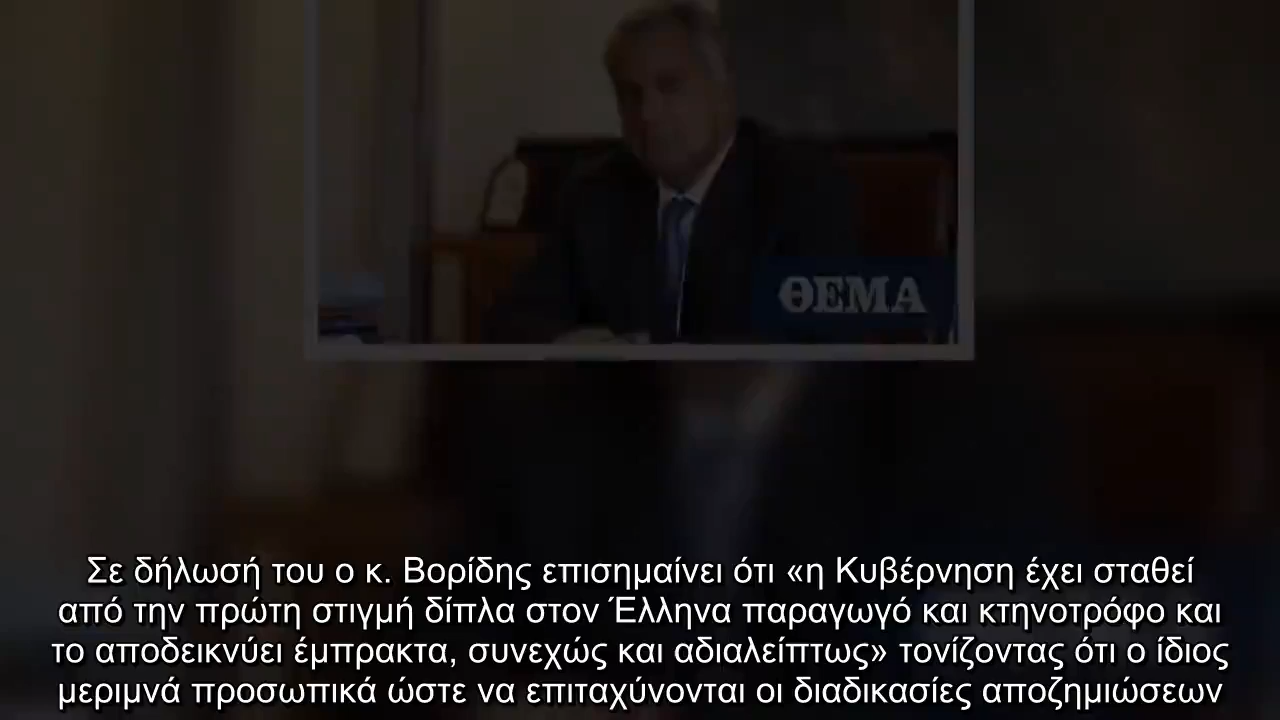 ΘΕΜΑ
Σε δήλωσή του ο κ. Βορίδης επισημαίνει ότι «η Κυβέρνηση έχει σταθεί
από την πρώτη στιγμή δίπλα στον Έλληνα παραγωγό και κτηνοτρόφο και
το αποδεικνύει έμπρακτα, συνεχώς και αδιαλείπτως» τονίζοντας ότι ο ίδιος
μεριμνά προσωπικά ώστε να επιταχύνονται οι διαδικασίες αποζημιώσεων